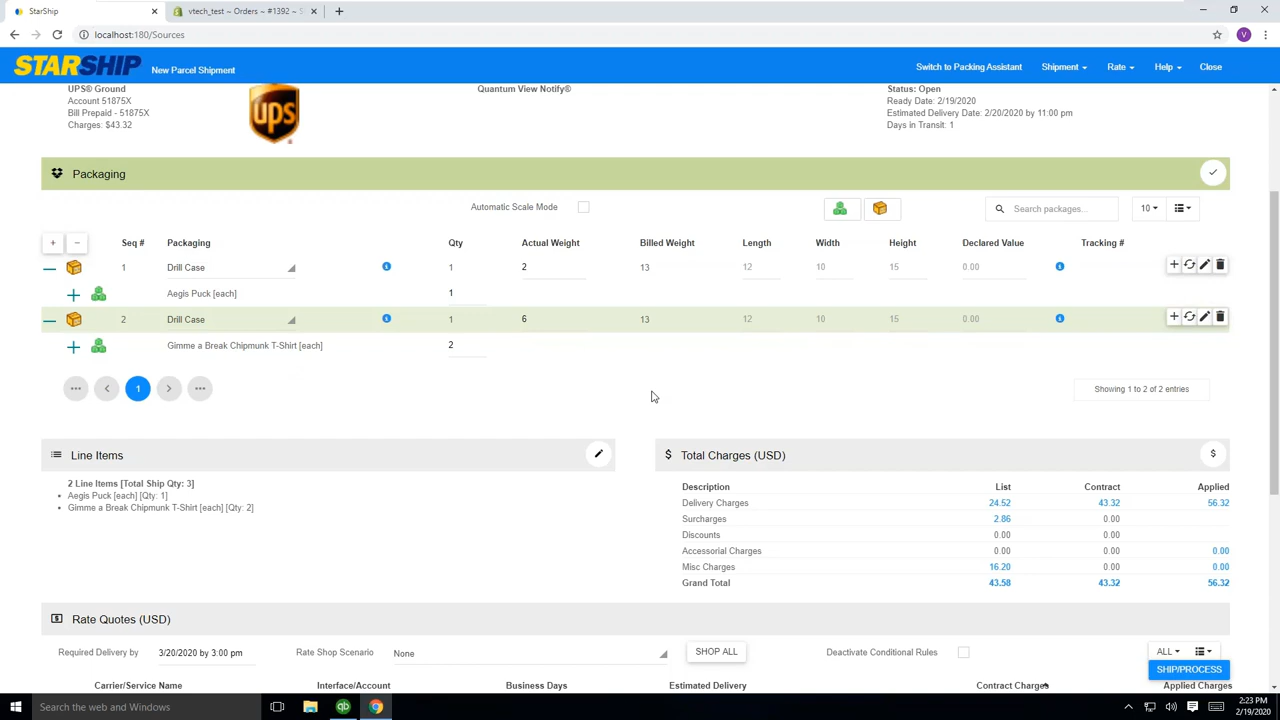 StarShip
vtech_test ~ Orders ~ #1392 ~
localhost:180/Sources
V
STARSHIP
New Parcel Shipment
Switch to Packing Assistant
Shipment
Rate
Help
Close
UPS® Ground
Account 51875X
Bill Prepaid - 51875X
Charges: $43.32
ups
Quantum View Notify®
Status: Open
Ready Date: 2/19/2020
Estimated Delivery Date: 2/20/2020 by 11:00 pm
Days in Transit: 1
Packaging
Automatic Scale Mode
Search packages...
10
Seq # Packaging Qty Actual Weight Billed Weight Length Width Height Declared Value Tracking #
1 Drill Case 1 2 13 12 10 15 0.00
Aegis Puck [each] 1
2 Drill Case 1 6 13 12 10 15 0.00
Gimme a Break Chipmunk T-Shirt [each] 2
1
Showing 1 to 2 of 2 entries
Line Items
2 Line Items [Total Ship Qty: 3]
• Aegis Puck [each] [Qty: 1]
• Gimme a Break Chipmunk T-Shirt [each] [Qty: 2]
$ Total Charges (USD) $
Description List Contract Applied
Delivery Charges 24.52 43.32 56.32
Surcharges 2.86 0.00
Discounts 0.00 0.00
Accessorial Charges 0.00 0.00 0.00
Misc Charges 16.20 0.00 0.00
Grand Total 43.58 43.32 56.32
Rate Quotes (USD)
Required Delivery by 3/20/2020 by 3:00 pm Rate Shop Scenario None SHOP ALL Deactivate Conditional Rules ALL
SHIP/PROCESS
Carrier/Service Name Interface/Account Business Days Estimated Delivery Contract Charges Applied Charges
Search the web and Windows
2:23 PM
2/19/2020